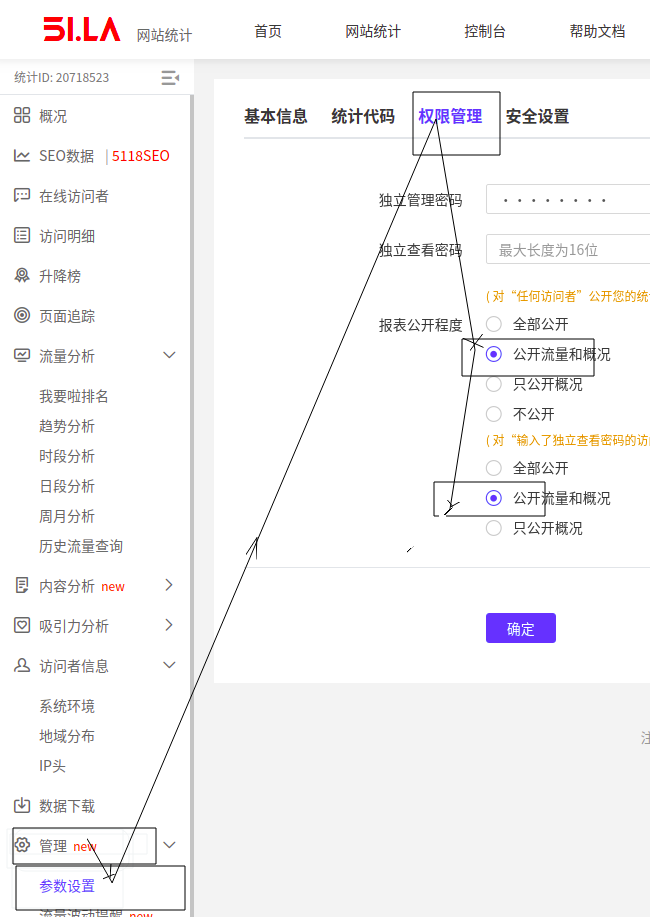 51.LA 网站统计 首页 网站统计 控制台 帮助文档
统计ID: 20718523
概况
SEO数据 | 5118SEO
在线访问者
访问明细
升降榜
页面追踪
流量分析
我要啦排名
趋势分析
时段分析
日段分析
周月分析
历史流量查询
内容分析 new
吸引力分析
访问者信息
系统环境
地域分布
IP头
数据下载
管理 new
参数设置
流量波动提醒 new
基本信息 统计代码 权限管理 安全设置
独立管理密码
独立查看密码 最大长度为16位
( 对“任何访问者”公开您的统
报表公开程度 全部公开
公开流量和概况
只公开概况
不公开
( 对“输入了独立查看密码的访
全部公开
公开流量和概况
只公开概况
确定
注